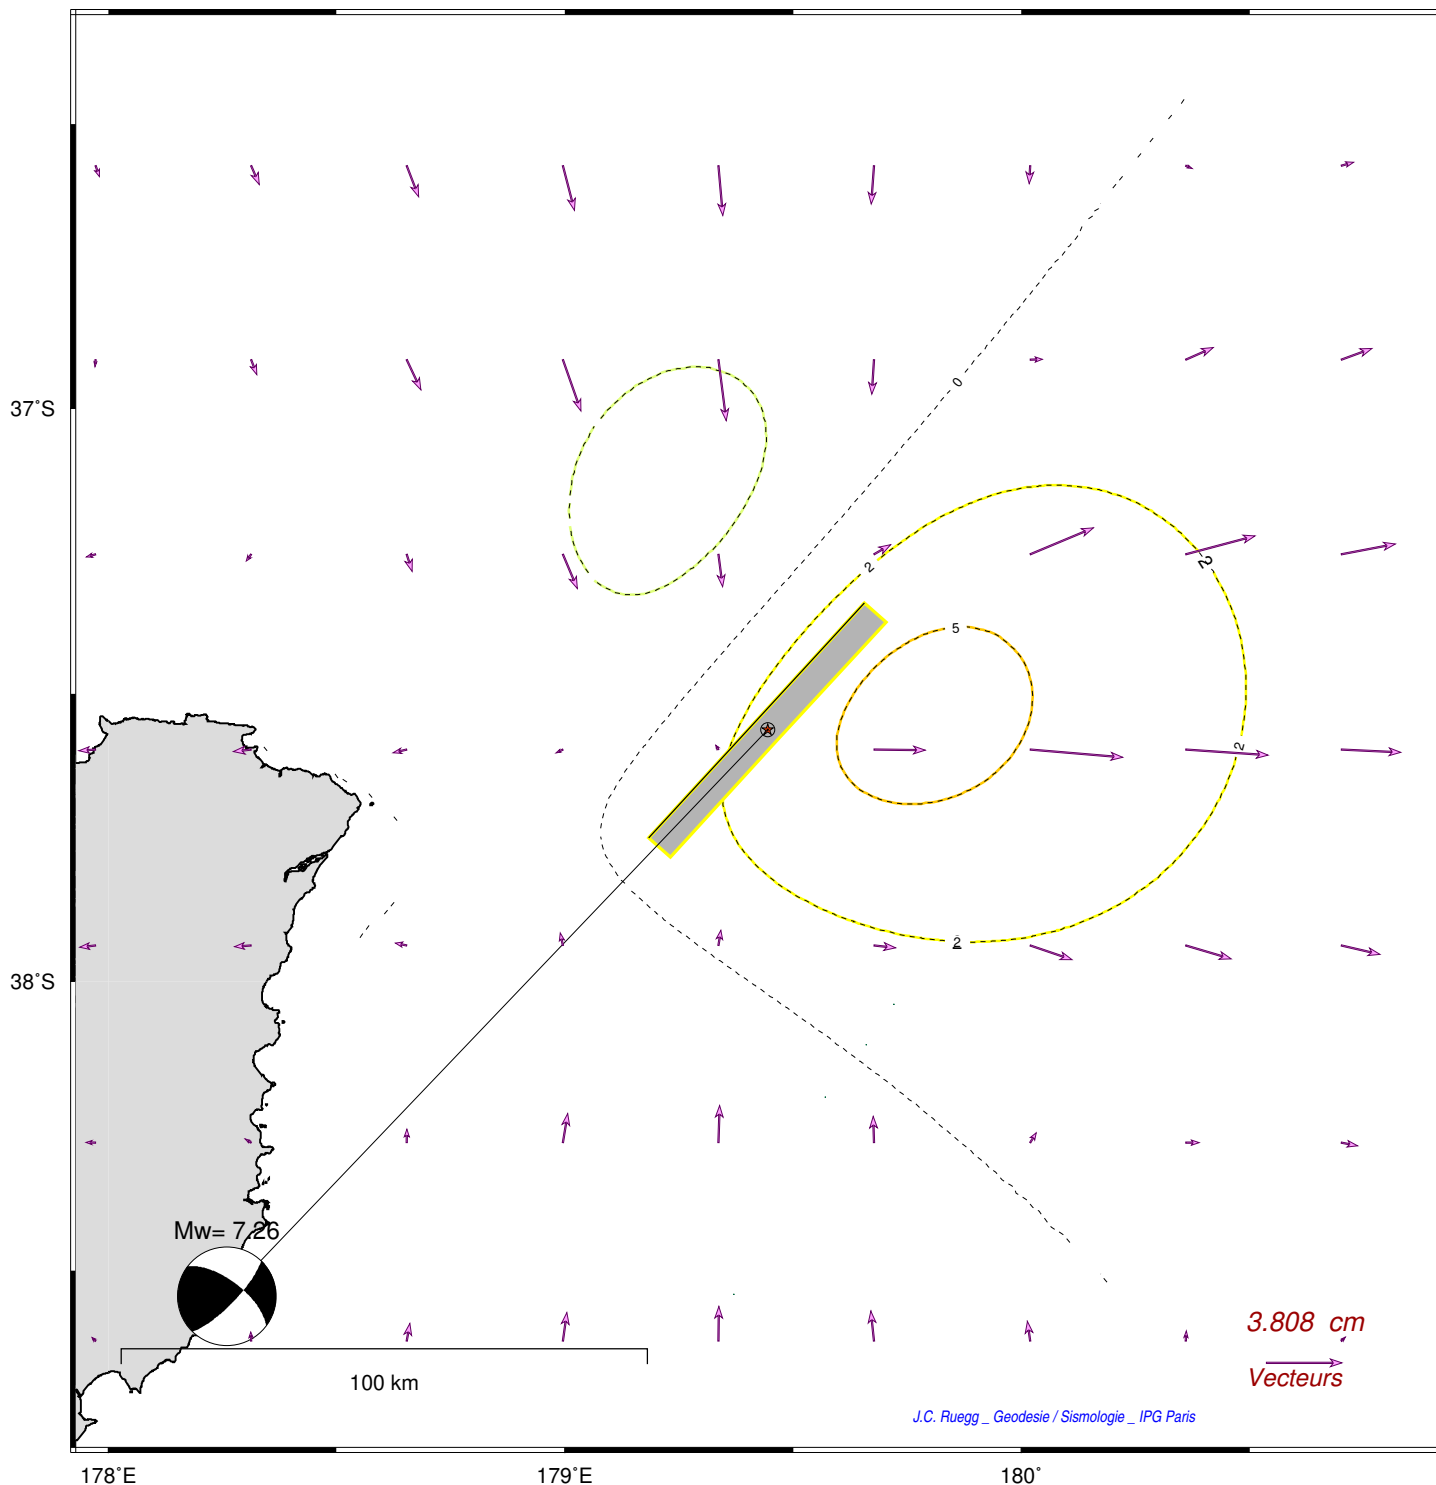 0
37°S
2
2
5
2
2
38°S
Mw= 7.26
3.808 cm
Vecteurs
100 km
J.C. Ruegg _ Geodesie / Sismologie _ IPG Paris
178°E
179°E
180°